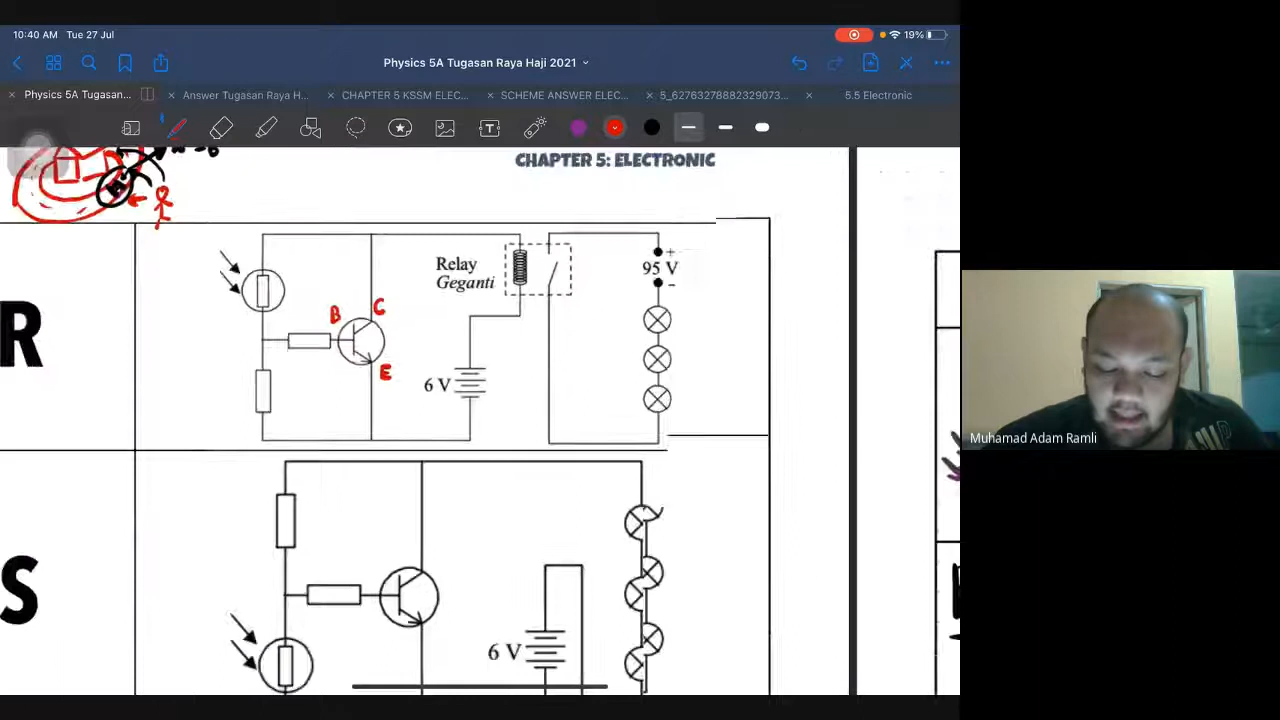 10:40 AM Tue 27 Jul
19%
Physics 5A Tugasan Raya Haji 2021
Physics 5A Tugasan...
Answer Tugasan Raya H...
CHAPTER 5 KSSM ELEC...
SCHEME ANSWER ELEC...
5_62763278882329073...
5.5 Electronic
CHAPTER 5: ELECTRONIC
R
Relay
Geganti
95 V
+
-
B
C
E
6 V
Muhamad Adam Ramli
S
6 V